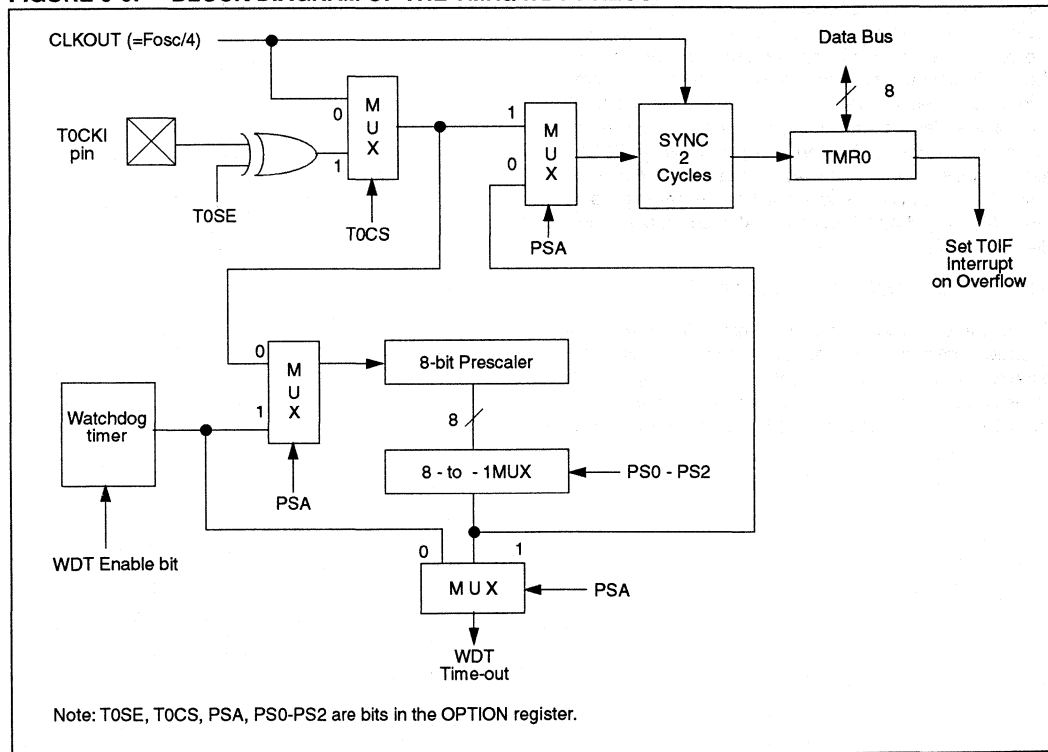 CLKOUT (=Fosc/4)
Data Bus
8
T0CKI
pin
T0SE
0
1
M
U
X
T0CS
1
0
M
U
X
PSA
SYNC
2
Cycles
TMR0
Set T0IF
Interrupt
on Overflow
0
1
M
U
X
PSA
8-bit Prescaler
8
8 - to - 1MUX
PS0 - PS2
Watchdog
timer
WDT Enable bit
0
1
M U X
PSA
WDT
Time-out
Note: T0SE, T0CS, PSA, PS0-PS2 are bits in the OPTION register.